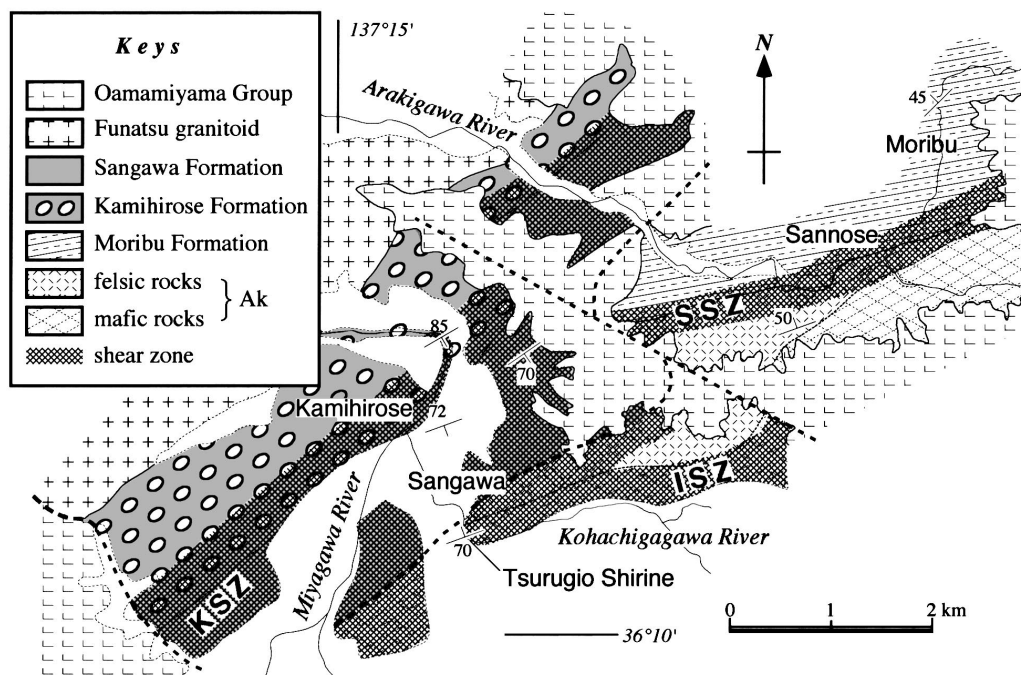 Keys
Oamamiyama Group
Funatsu granitoid
Sangawa Formation
Kamihirose Formation
Moribu Formation
felsic rocks
mafic rocks
} Ak
shear zone
137°15'
N
Arakigawa River
45
Moribu
Sannose
SSZ
50
85
70
Kamihirose
72
Sangawa
ISZ
70
Kohachigagawa River
Tsurugio Shirine
Miyagawa River
KSZ
0 1 2 km
36°10'